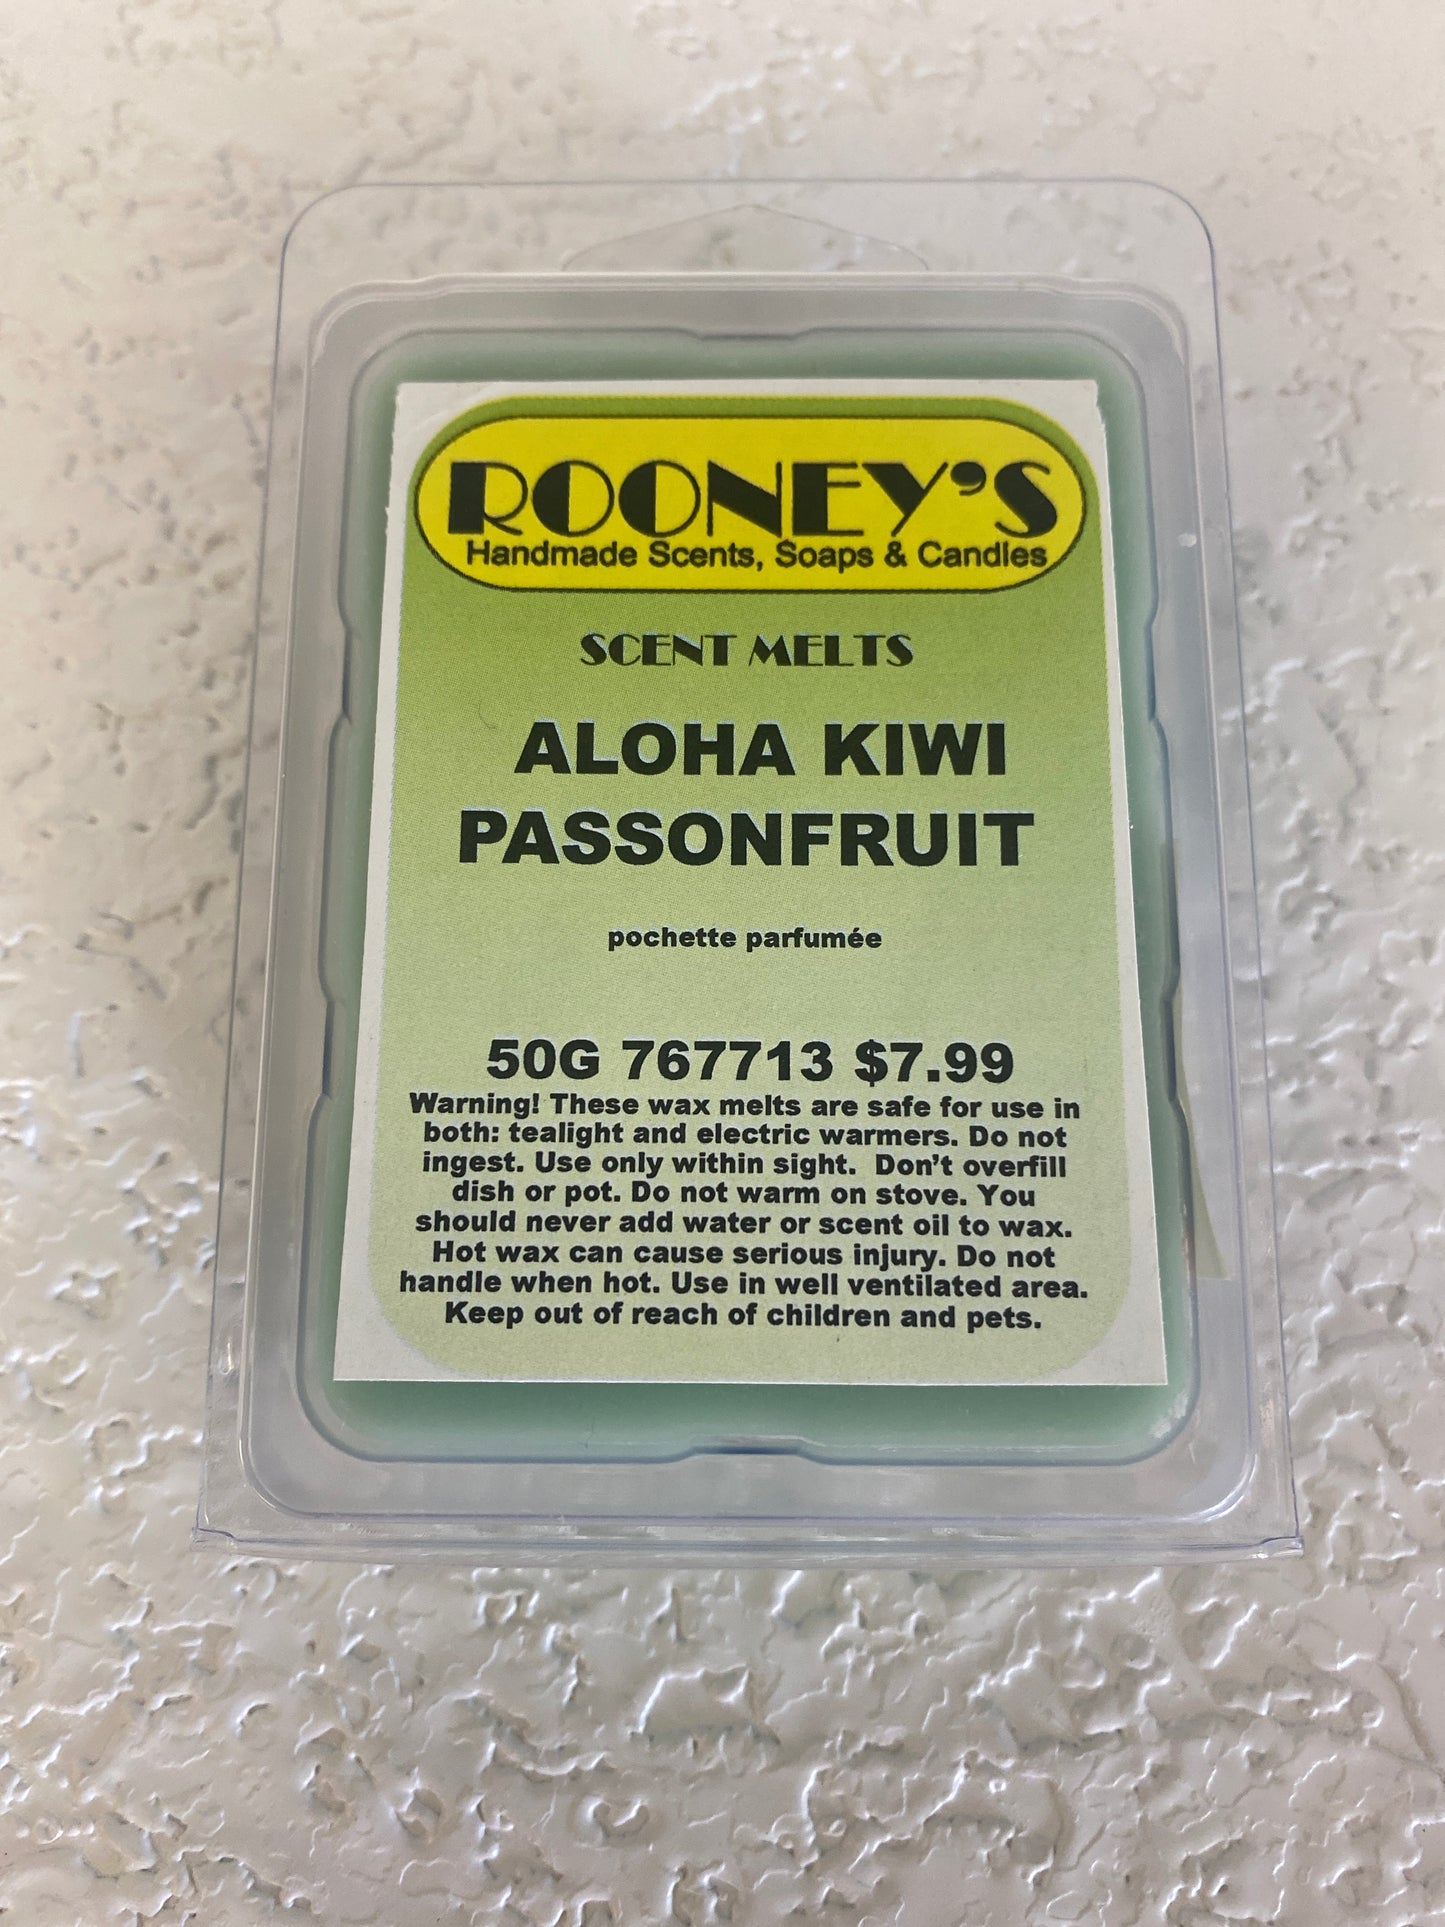 ROONEY'S
Handmade Scents, Soaps & Candles
SCENT MELTS
ALOHA KIWI
PASSONFRUIT
pochette parfumée
50G 767713 $7.99
Warning! These wax melts are safe for use in
both: tealight and electric warmers. Do not
ingest. Use only within sight.  Don't overfill
dish or pot. Do not warm on stove. You
should never add water or scent oil to wax.
Hot wax can cause serious injury. Do not
handle when hot. Use in well ventilated area.
Keep out of reach of children and pets.